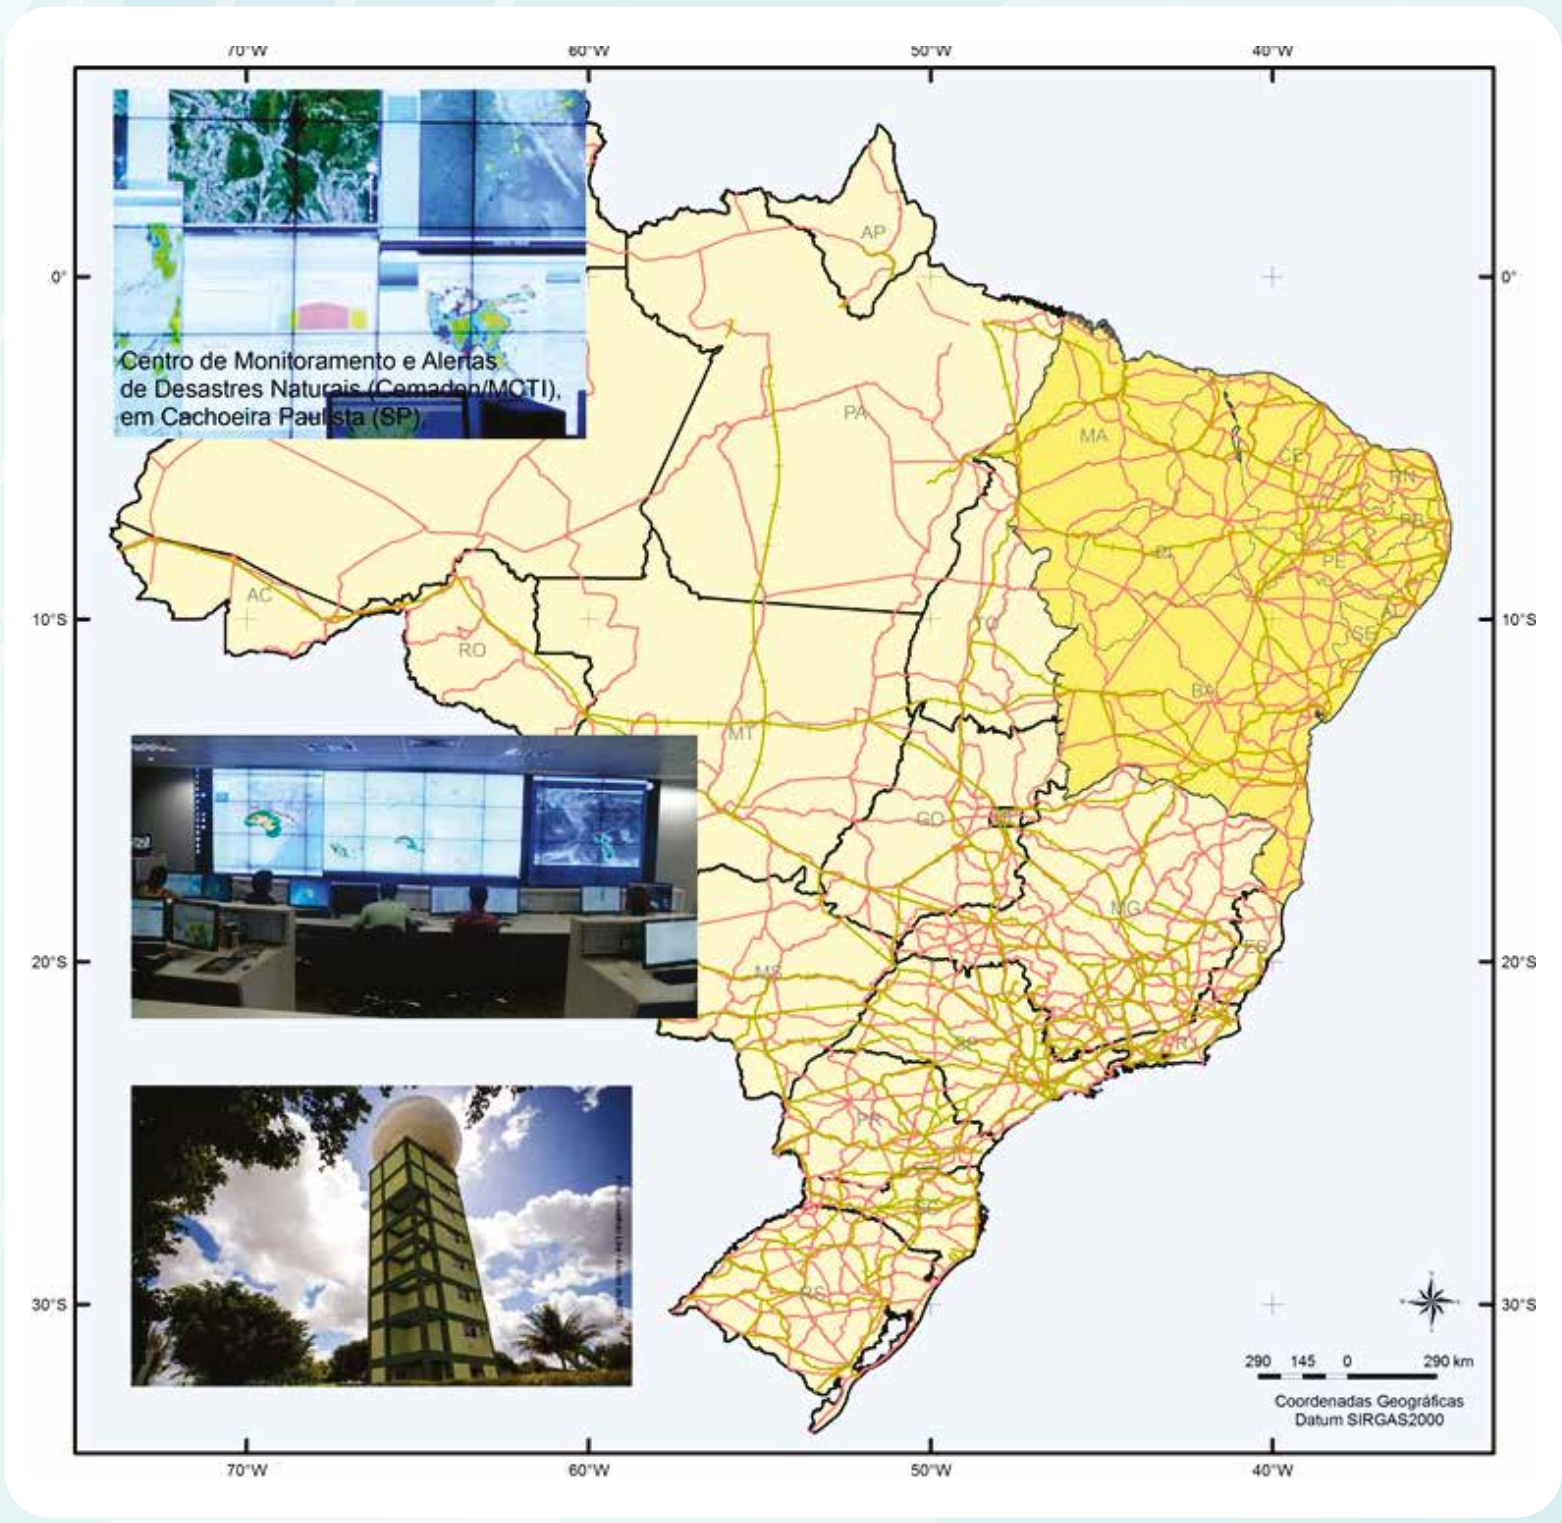 70°W 60°W 50°W 40°W
Centro de Monitoramento e Alertas
de Desastres Naturais (Cemaden/MCTI),
em Cachoeira Paulista (SP).
AP
0° 0°
PA
MA
CE
RN
PB
PI
PE
AC
10°S 10°S
TO
AL
SE
RO
BA
MT
GO
DF
MG
ES
20°S 20°S
MS
SP
RJ
PR
SC
RS
30°S 30°S
290 145 0 290 km
Coordenadas Geográficas
Datum SIRGAS2000
70°W 60°W 50°W 40°W